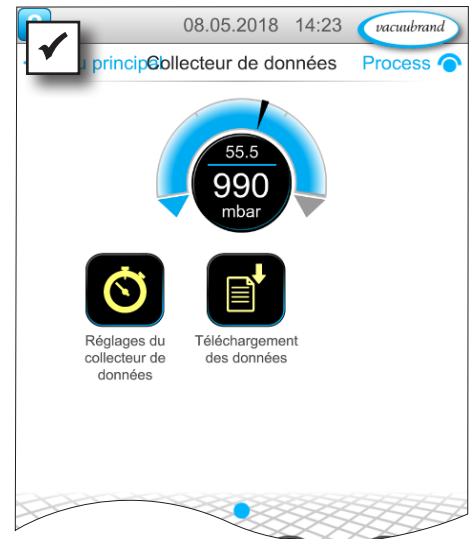 08.05.2018 14:23 vacuubrand
principal Collecteur de données Process
55.5
990
mbar
Réglages du
collecteur de
données
Téléchargement
des données